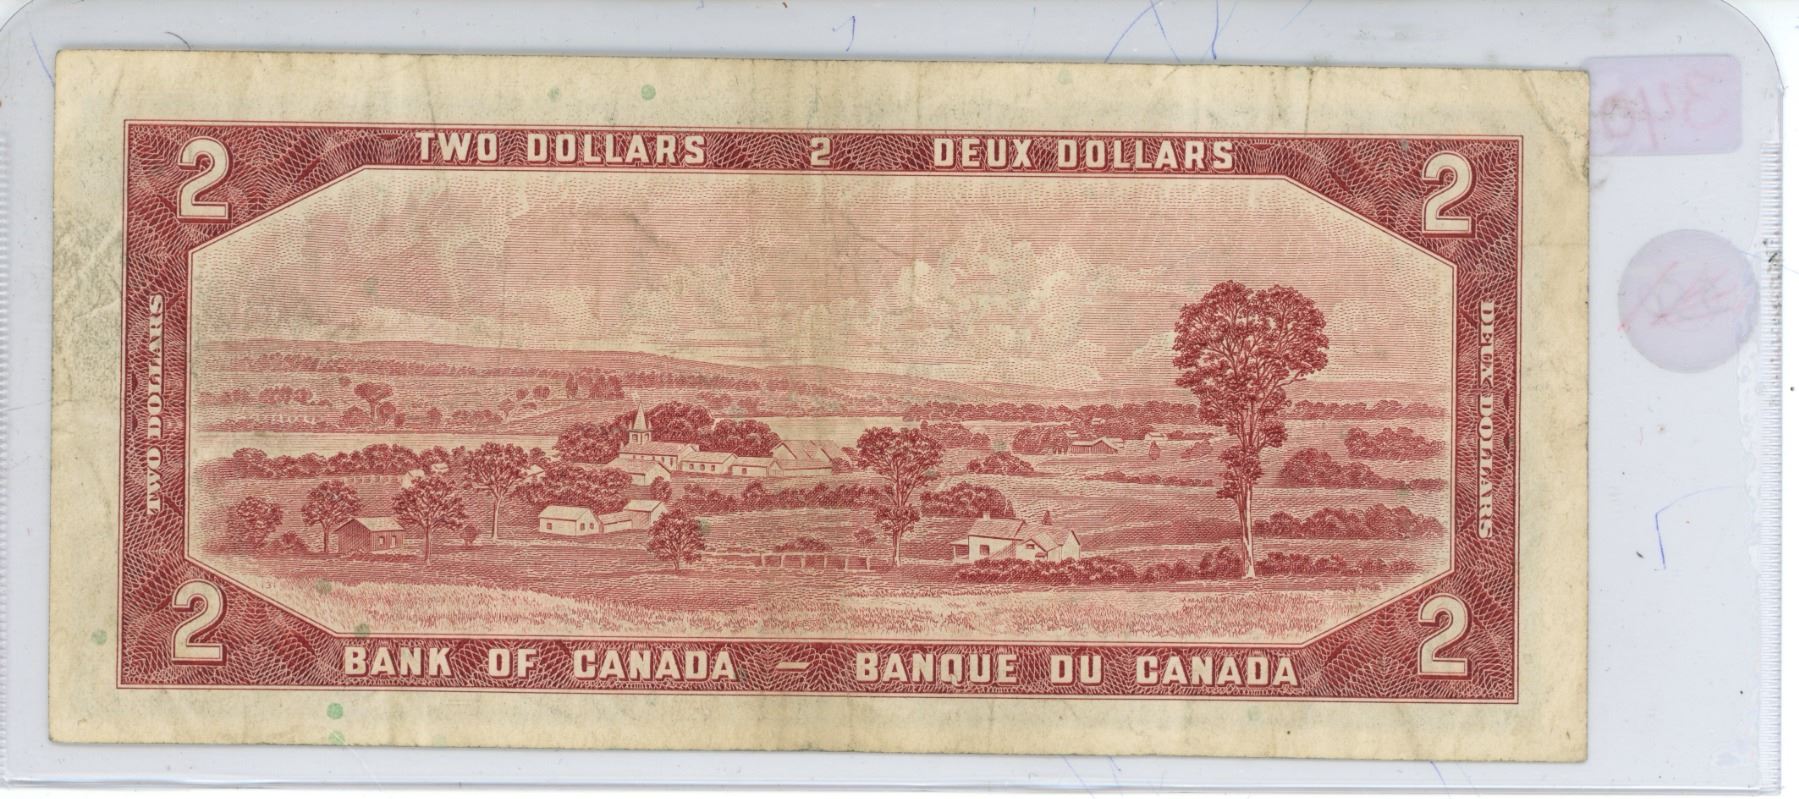 TWO DOLLARS 2 DEUX DOLLARS
2
2
TWO DOLLARS
DEUX DOLLARS
2
2
BANK OF CANADA – BANQUE DU CANADA